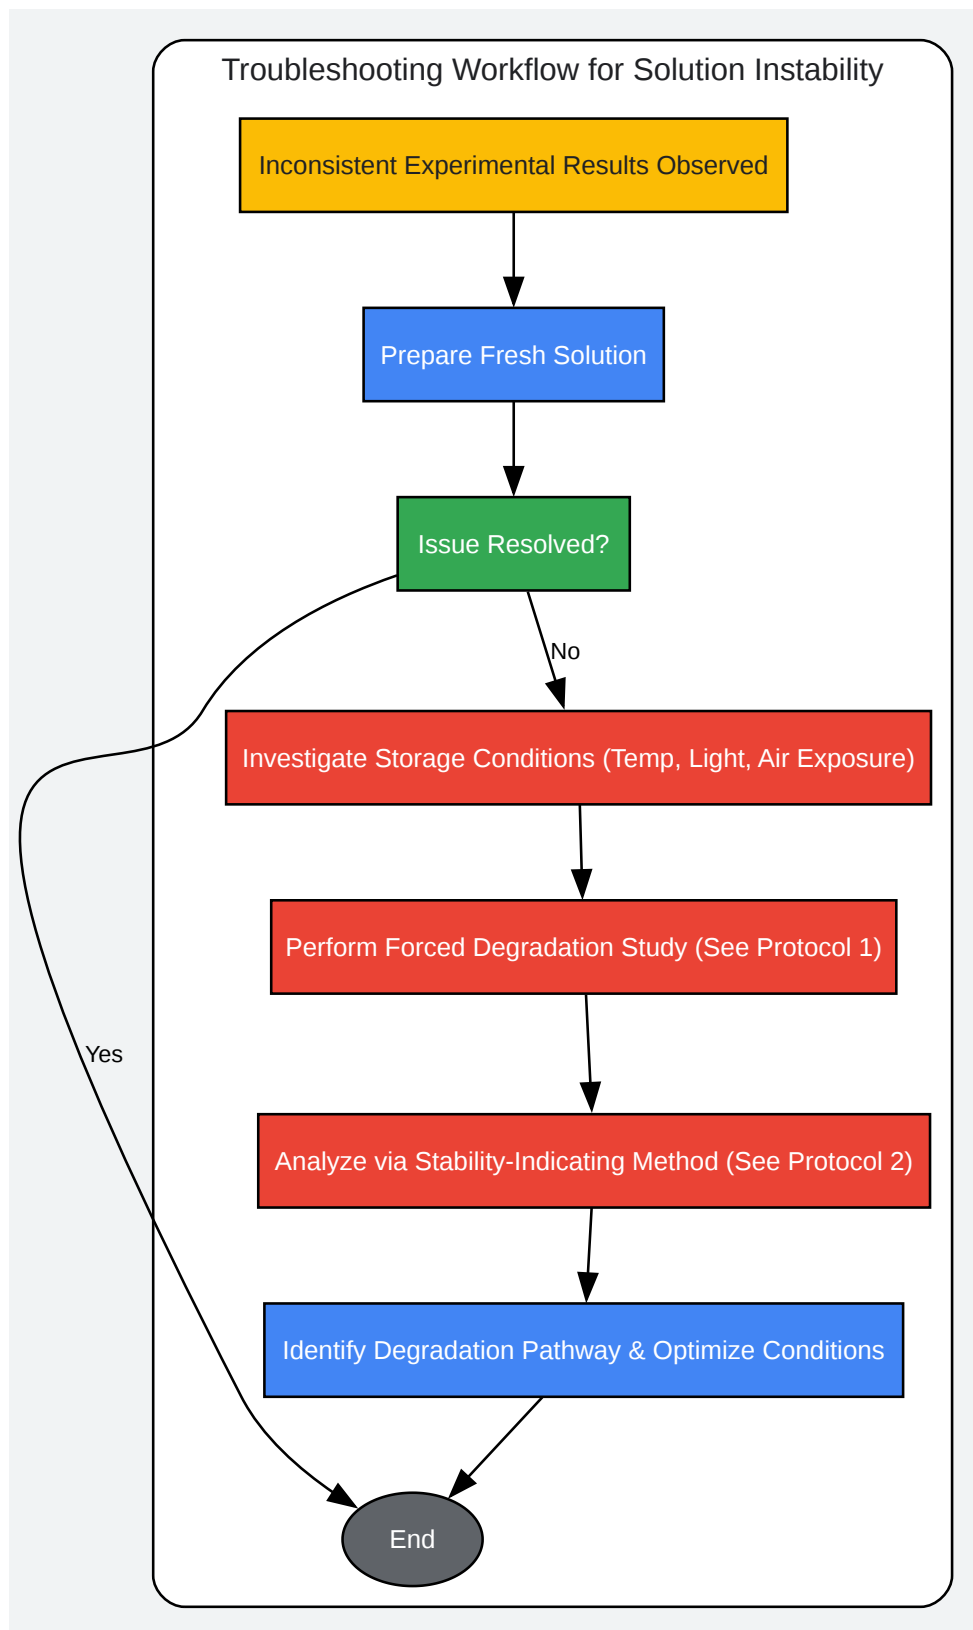 Troubleshooting Workflow for Solution Instability
Inconsistent Experimental Results Observed
Prepare Fresh Solution
Issue Resolved?
No
Investigate Storage Conditions (Temp, Light, Air Exposure)
Perform Forced Degradation Study (See Protocol 1)
Yes
Analyze via Stability-Indicating Method (See Protocol 2)
Identify Degradation Pathway & Optimize Conditions
End